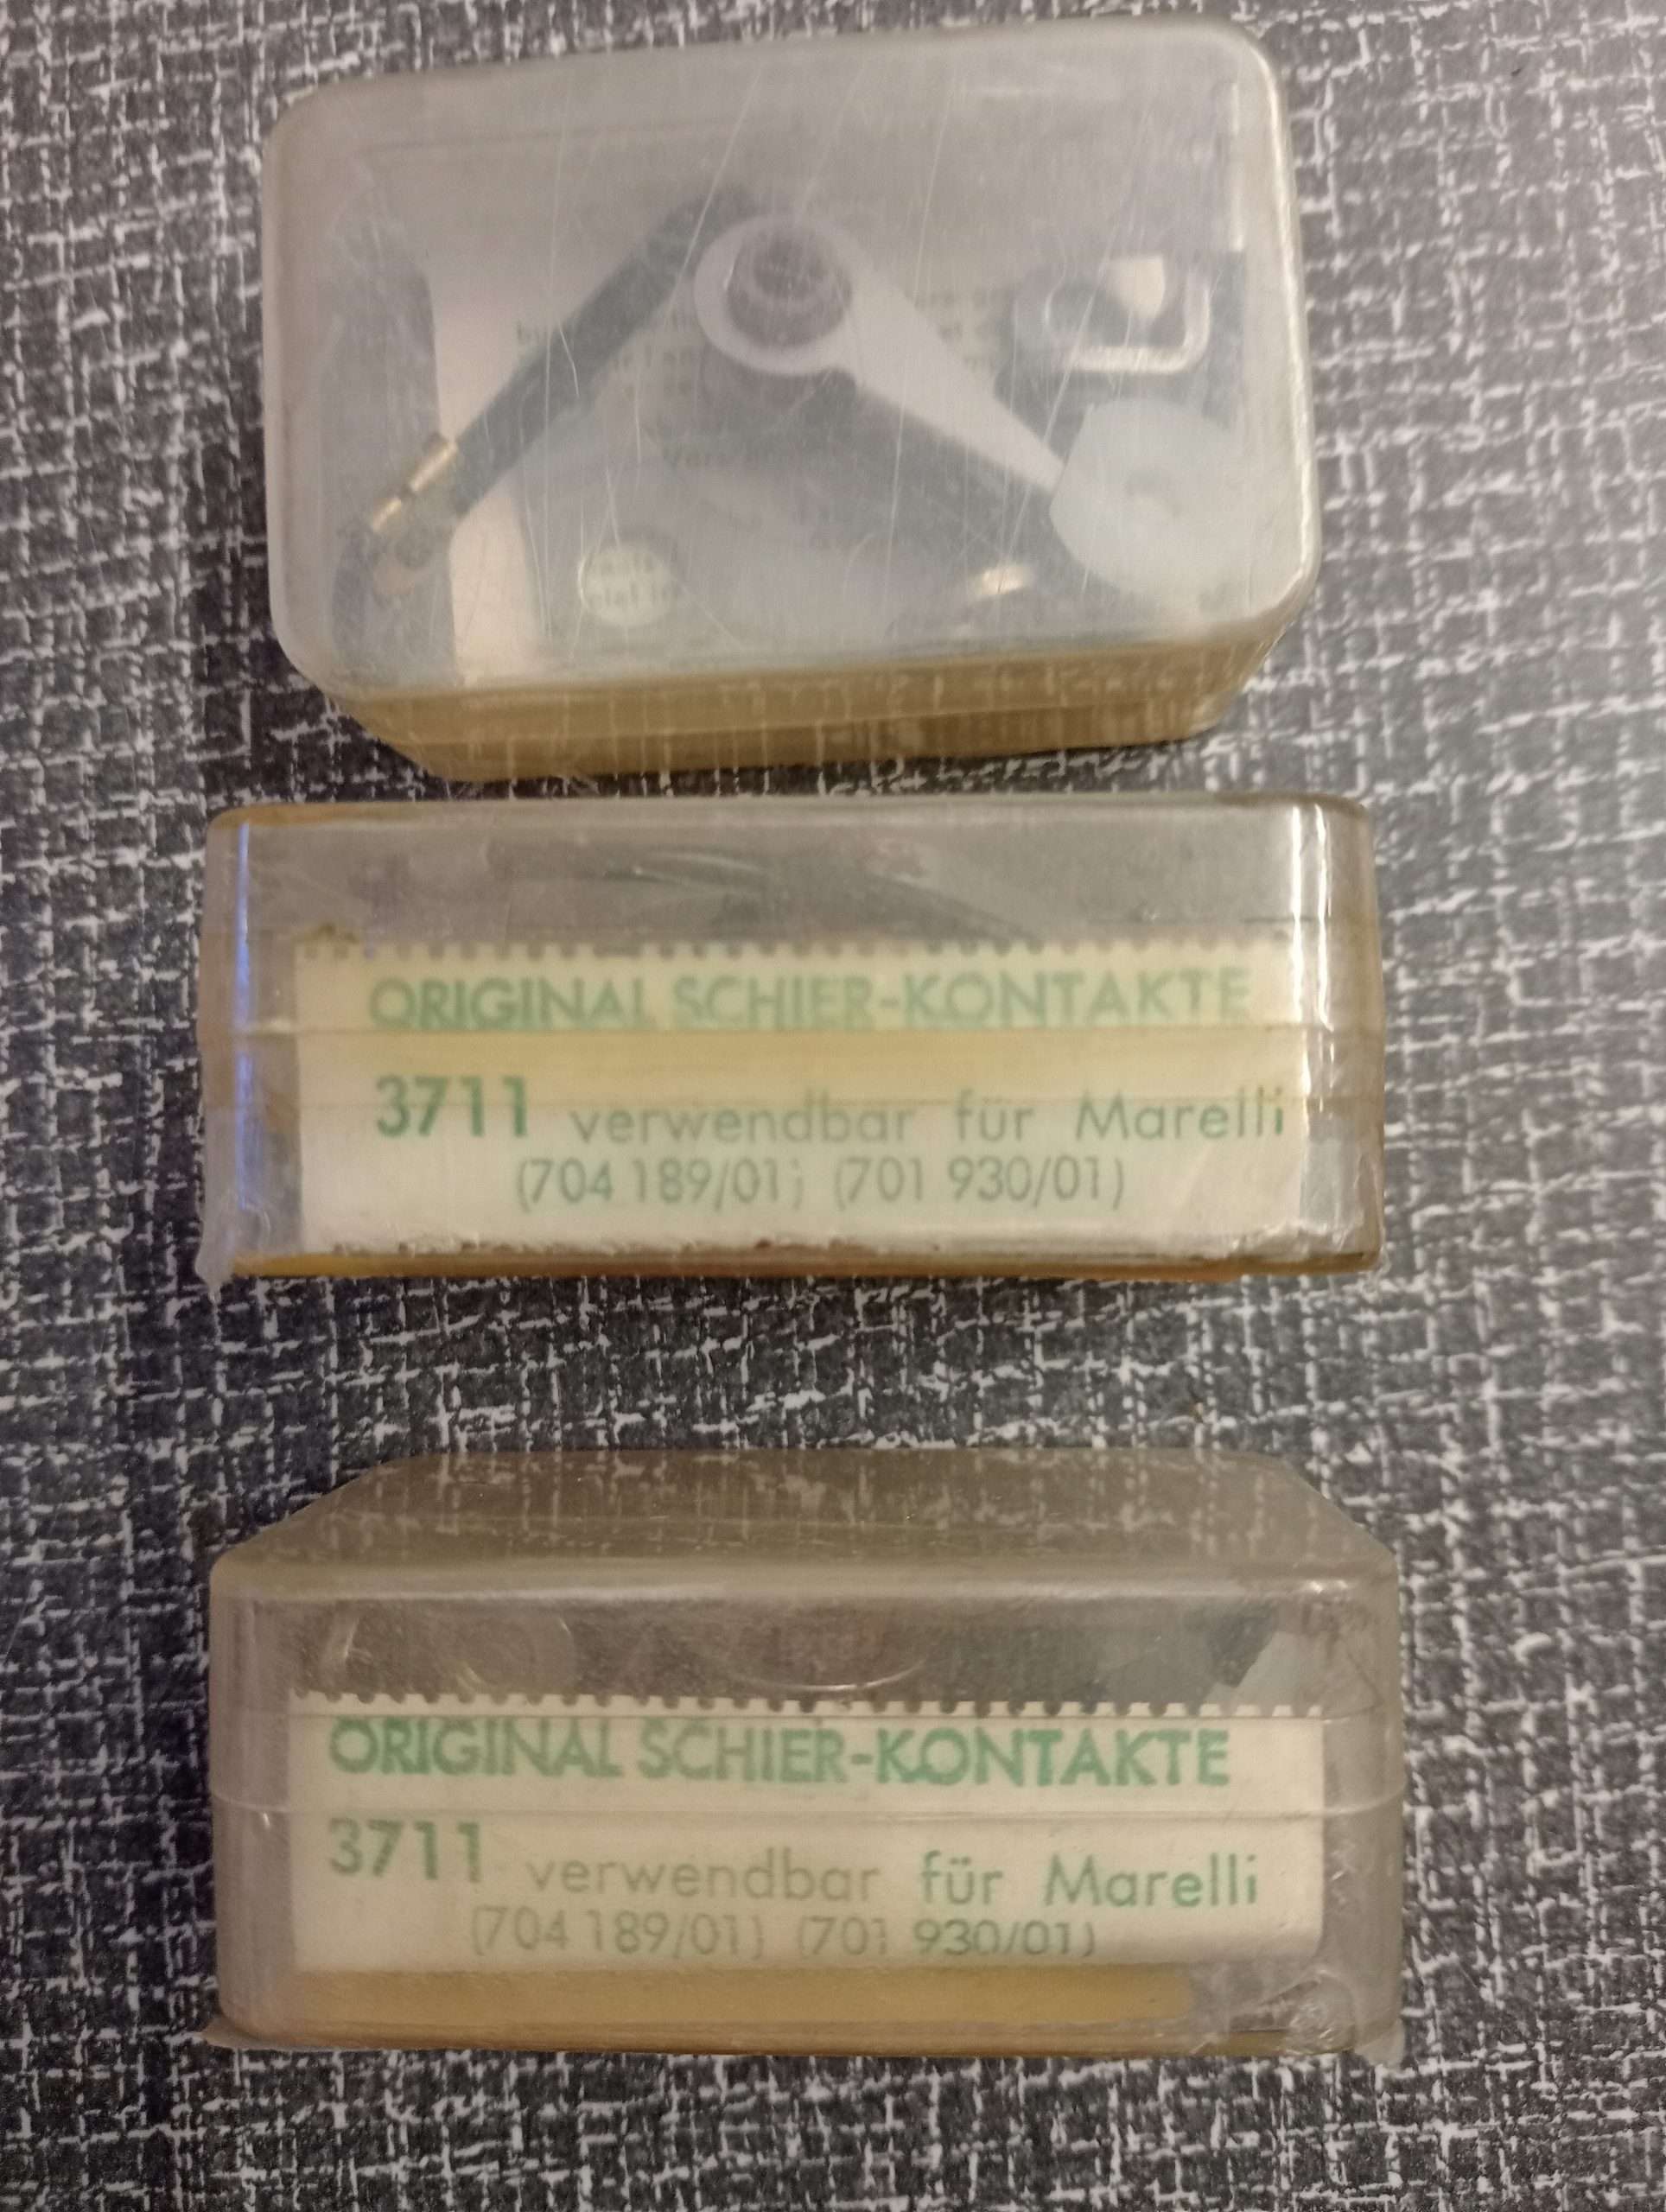 ORIGINAL SCHIER-KONTAKTE
3711 verwendbar für Marelli
(704 189/01) (701 930/01)
ORIGINAL SCHIER-KONTAKTE
3711 verwendbar für Marelli
(704 189/01) (701 930/01)